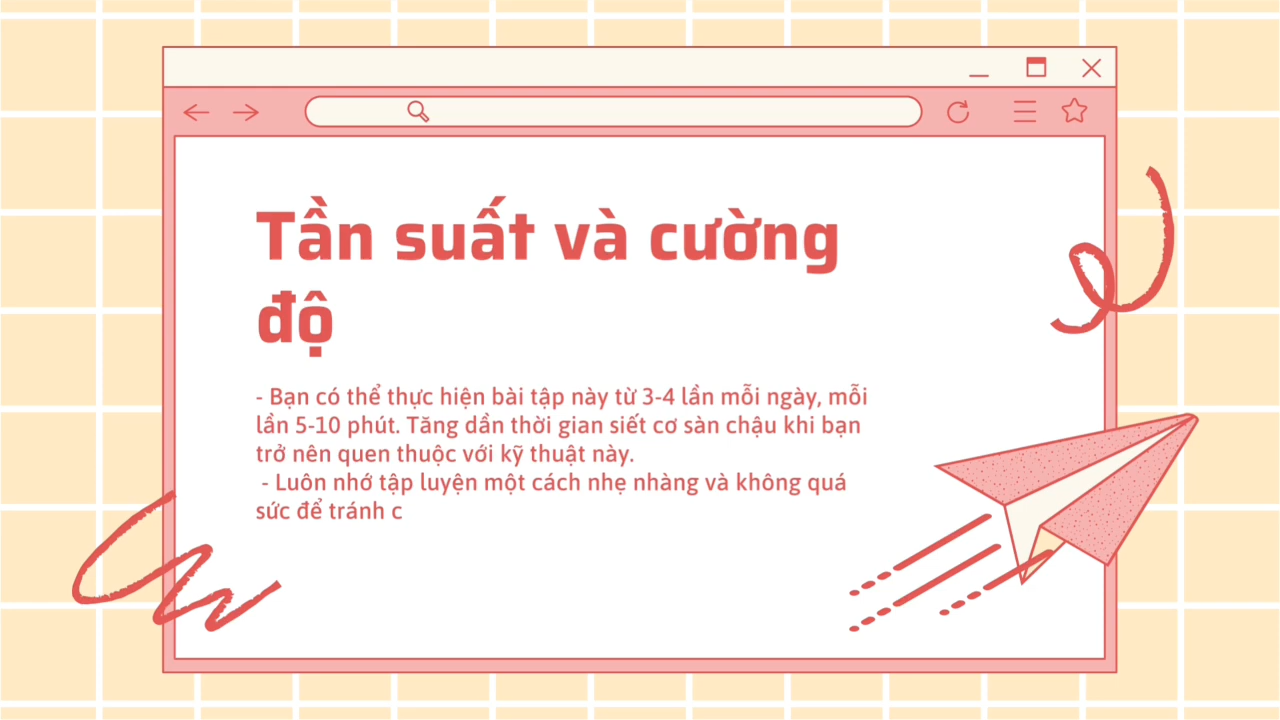 Tần suất và cường
độ
- Bạn có thể thực hiện bài tập này từ 3-4 lần mỗi ngày, mỗi
lần 5-10 phút. Tăng dần thời gian siết cơ sàn chậu khi bạn
trở nên quen thuộc với kỹ thuật này.
- Luôn nhớ tập luyện một cách nhẹ nhàng và không quá
sức để tránh c